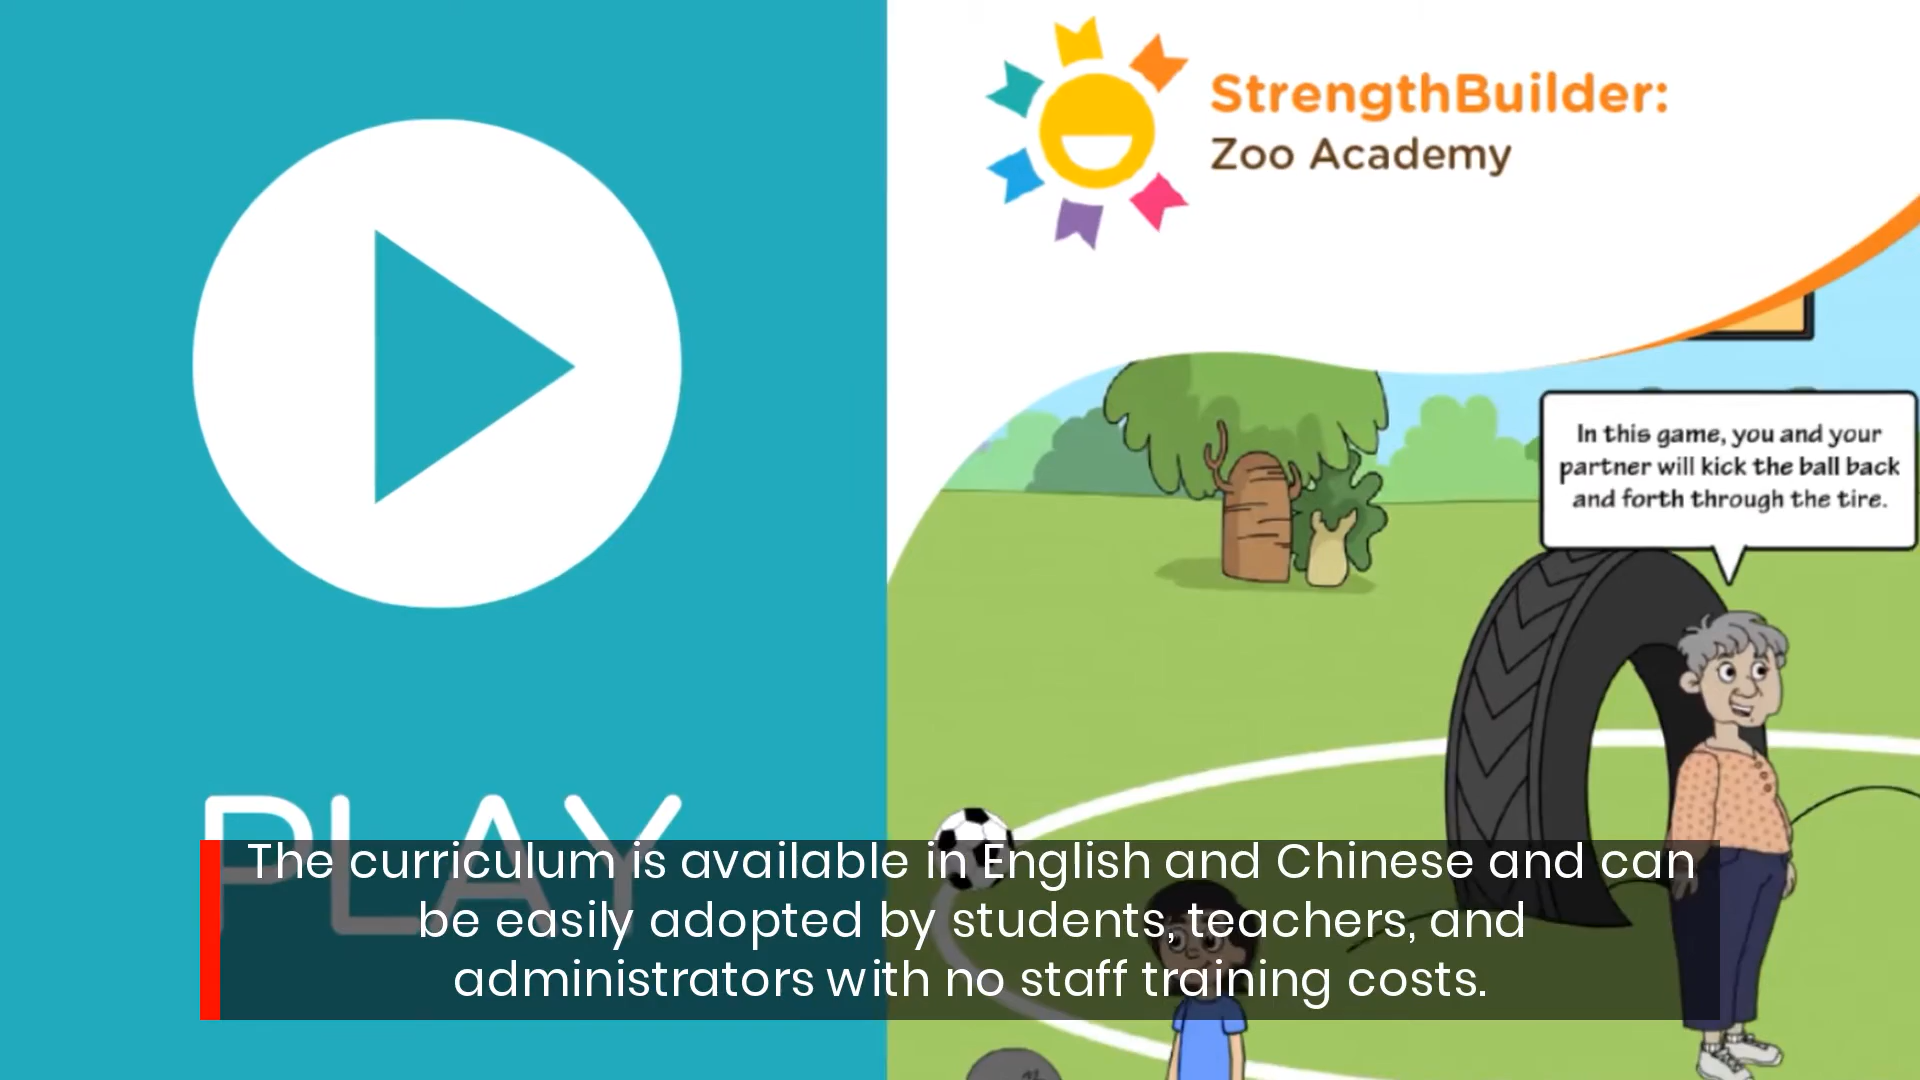 StrengthBuilder:
Zoo Academy
In this game, you and your
partner will kick the ball back
and forth through the tire.
PLAY
The curriculum is available in English and Chinese and can
be easily adopted by students, teachers, and
administrators with no staff training costs.